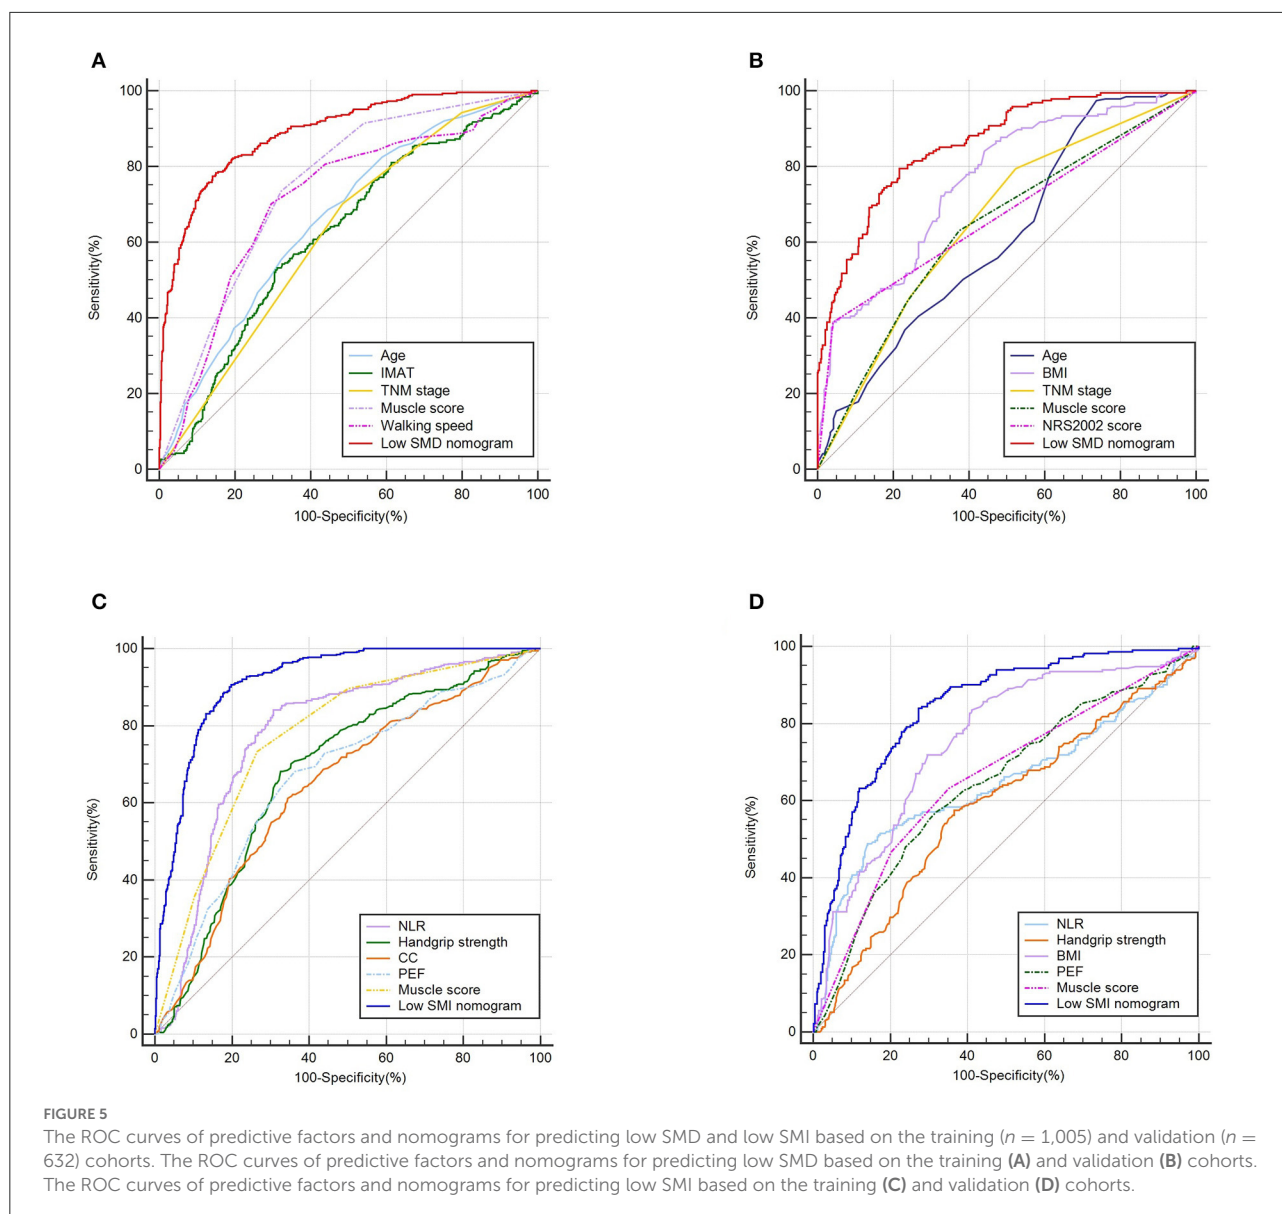 A
100
80
60
40
20
0
Sensitivity(%)
0 20 40 60 80 100
100-Specificity(%)
Age
IMAT
TNM stage
Muscle score
Walking speed
Low SMD nomogram
B
100
80
60
40
20
0
Sensitivity(%)
0 20 40 60 80 100
100-Specificity(%)
Age
BMI
TNM stage
Muscle score
NRS2002 score
Low SMD nomogram
C
100
80
60
40
20
0
Sensitivity(%)
0 20 40 60 80 100
100-Specificity(%)
NLR
Handgrip strength
CC
PEF
Muscle score
Low SMI nomogram
D
100
80
60
40
20
0
Sensitivity(%)
0 20 40 60 80 100
100-Specificity(%)
NLR
Handgrip strength
BMI
PEF
Muscle score
Low SMI nomogram
FIGURE 5
The ROC curves of predictive factors and nomograms for predicting low SMD and low SMI based on the training (n = 1,005) and validation (n =
632) cohorts. The ROC curves of predictive factors and nomograms for predicting low SMD based on the training (A) and validation (B) cohorts.
The ROC curves of predictive factors and nomograms for predicting low SMI based on the training (C) and validation (D) cohorts.